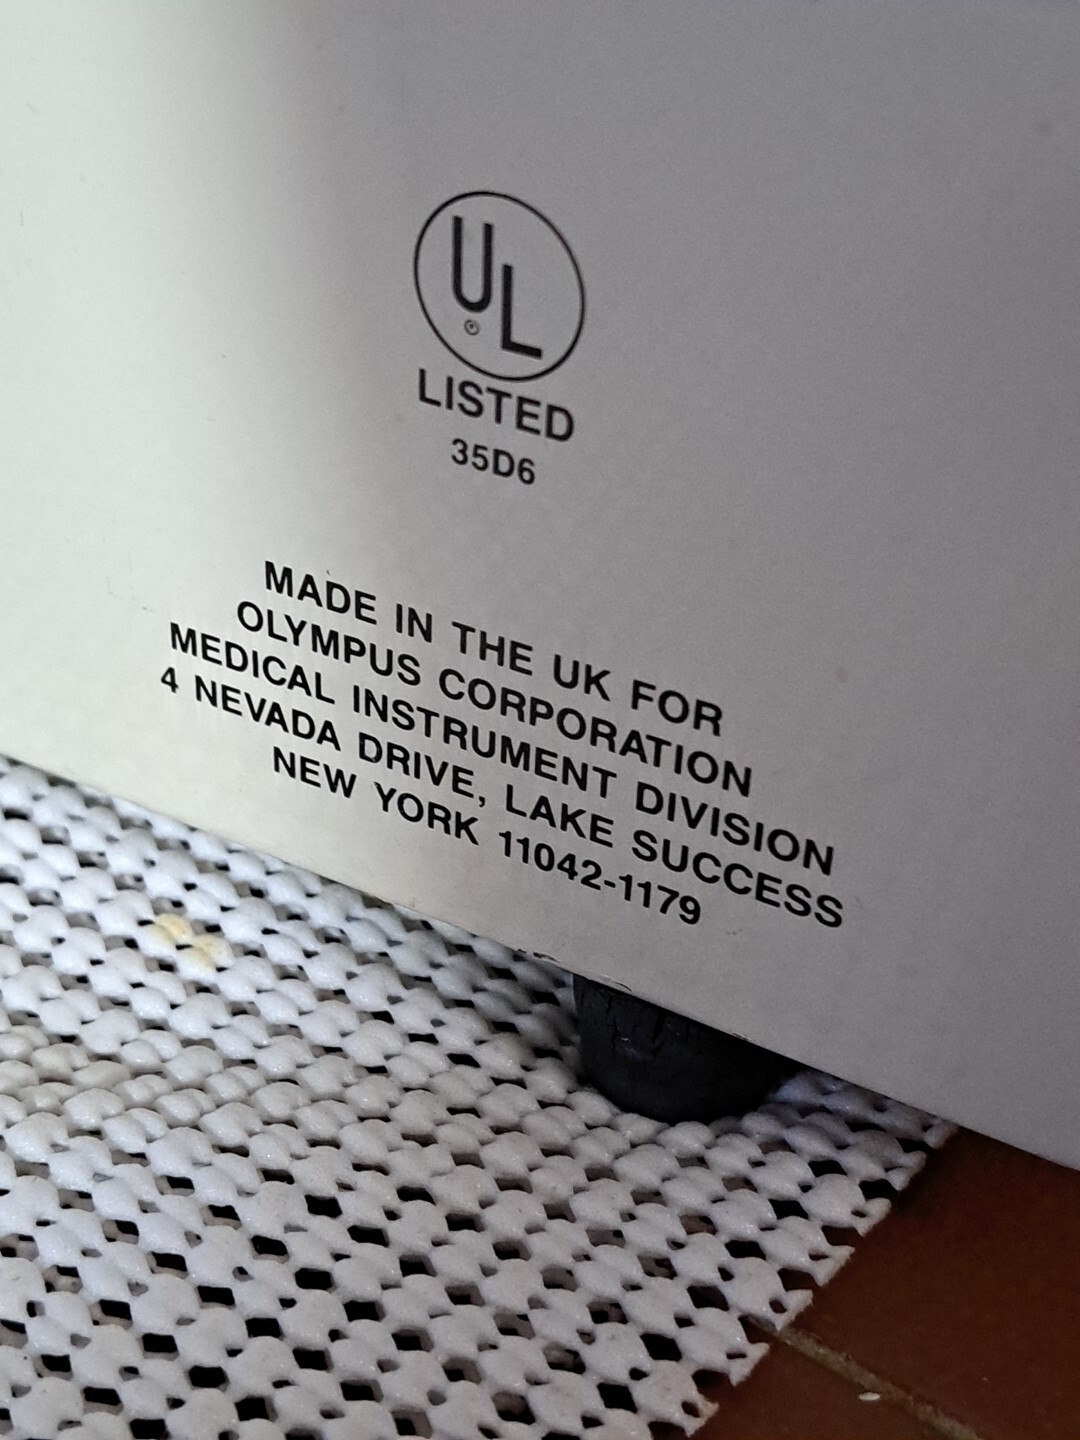 UL
®
LISTED
35D6
MADE IN THE UK FOR
OLYMPUS CORPORATION
MEDICAL INSTRUMENT DIVISION
4 NEVADA DRIVE, LAKE SUCCESS
NEW YORK 11042-1179